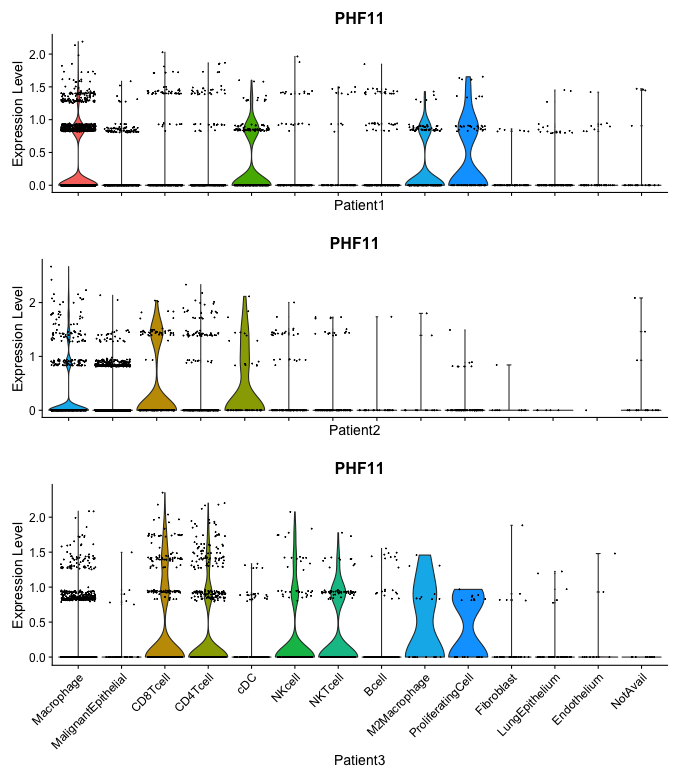 PHF11
Expression Level
2.0
1.5
1.0
0.5
0.0
Patient1
PHF11
Expression Level
2
1
0
Patient2
PHF11
Expression Level
2.0
1.5
1.0
0.5
0.0
Macrophage
MalignantEpithelial
CD8Tcell
CD4Tcell
cDC
NKcell
NKTcell
Bcell
M2Macrophage
ProliferatingCell
Fibroblast
LungEpithelium
Endothelium
NotAvail
Patient3